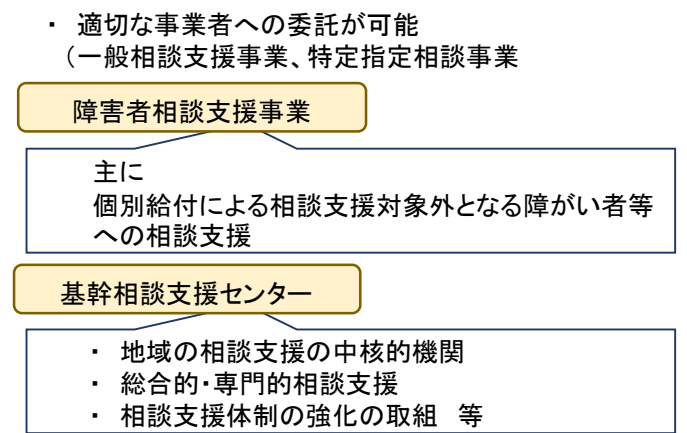 ・ 適切な事業者への委託が可能
（一般相談支援事業、特定指定相談事業
障害者相談支援事業
主に
個別給付による相談支援対象外となる障がい者等
への相談支援
基幹相談支援センター
・ 地域の相談支援の中核的機関
・ 総合的・専門的相談支援
・ 相談支援体制の強化の取組　等